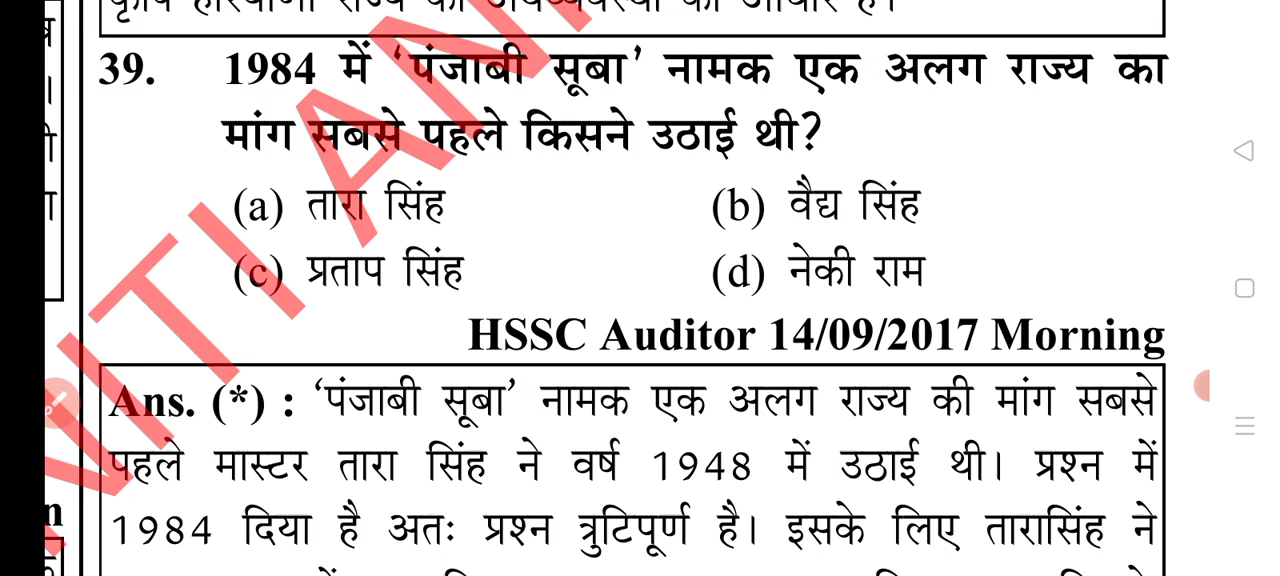 39. 1984 में ‘पंजाबी सूबा’ नामक एक अलग राज्य का
मांग सबसे पहले किसने उठाई थी?
(a) तारा सिंह (b) वैद्य सिंह
(c) प्रताप सिंह (d) नेकी राम
HSSC Auditor 14/09/2017 Morning
Ans. (*) : ‘पंजाबी सूबा’ नामक एक अलग राज्य की मांग सबसे
पहले मास्टर तारा सिंह ने वर्ष 1948 में उठाई थी। प्रश्न में
1984 दिया है अतः प्रश्न त्रुटिपूर्ण है। इसके लिए तारासिंह ने